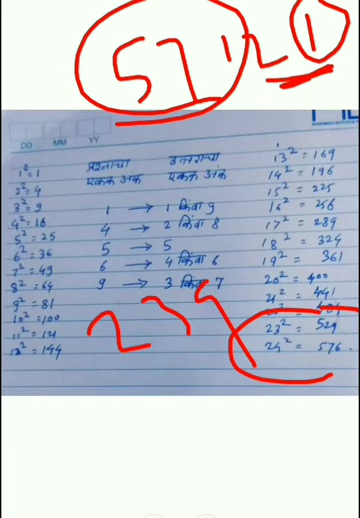 57121
DD MM YY
1² = 1
2² = 4
3² = 9
4² = 16
5² = 25
6² = 36
7² = 49
8² = 64
9² = 81
10² = 100
11² = 121
12² = 144
प्रश्नाचा उत्तराचा
एकक अंक एकक अंक
1 → 1 किंवा 9
4 → 2 किंवा 8
5 → 5
6 → 4 किंवा 6
9 → 3 किंवा 7
13² = 169
14² = 196
15² = 225
16² = 256
17² = 289
18² = 324
19² = 361
20² = 400
21² = 441
23² = 529
24² = 576.
23